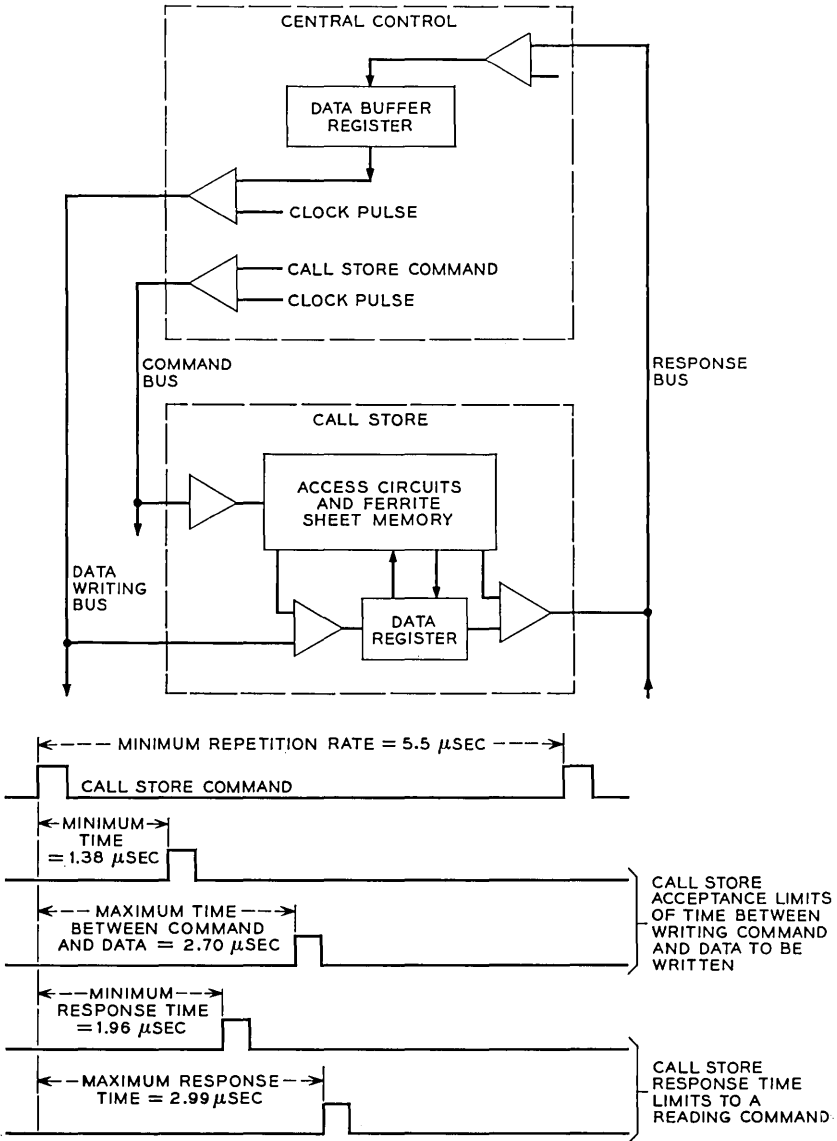 CENTRAL CONTROL
DATA BUFFER
REGISTER
CLOCK PULSE
CALL STORE COMMAND
CLOCK PULSE
COMMAND
BUS
RESPONSE
BUS
CALL STORE
ACCESS CIRCUITS
AND FERRITE
SHEET MEMORY
DATA
WRITING
BUS
DATA
REGISTER
MINIMUM REPETITION RATE = 5.5 μSEC
CALL STORE COMMAND
MINIMUM
TIME
= 1.38 μSEC
MAXIMUM TIME
BETWEEN COMMAND
AND DATA = 2.70 μSEC
CALL STORE
ACCEPTANCE LIMITS
OF TIME BETWEEN
WRITING COMMAND
AND DATA TO BE
WRITTEN
MINIMUM
RESPONSE TIME
= 1.96 μSEC
MAXIMUM RESPONSE
TIME = 2.99 μSEC
CALL STORE
RESPONSE TIME
LIMITS TO A
READING COMMAND